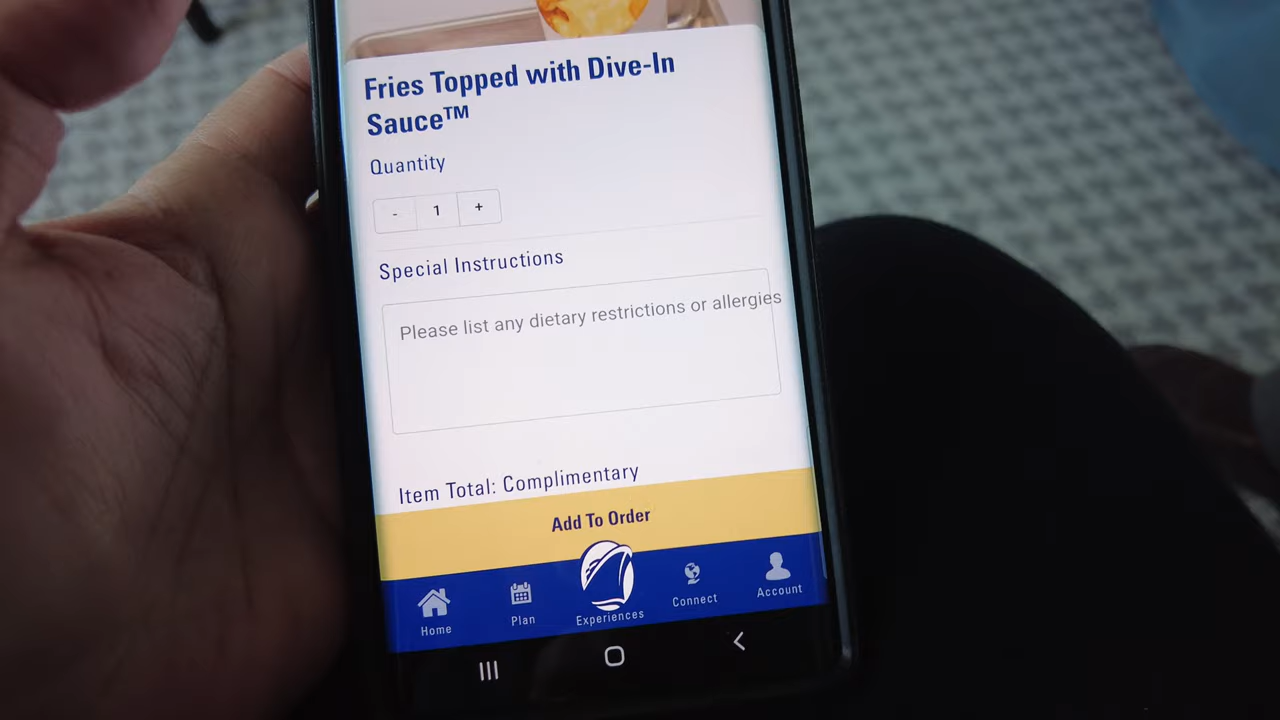 Fries Topped with Dive-In
Sauce™
Quantity
- 1 +
Special Instructions
Please list any dietary restrictions or allergies
Item Total: Complimentary
Add To Order
Home Plan Experiences Connect Account